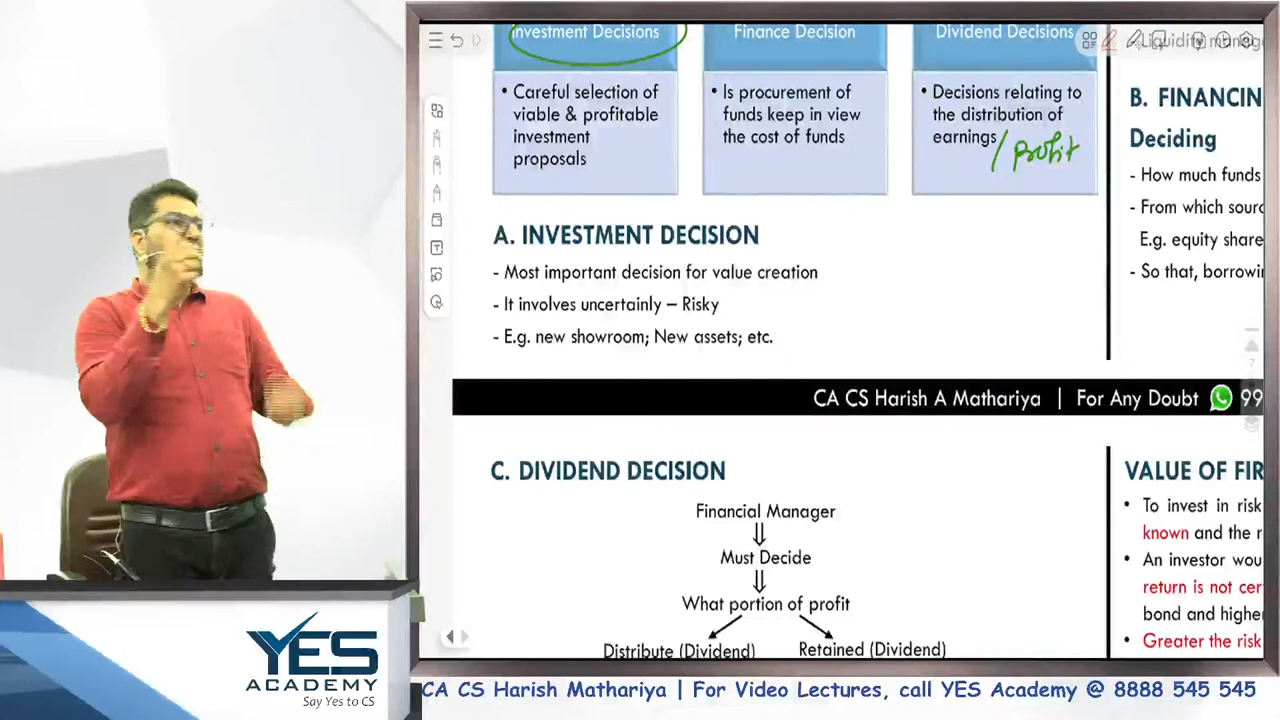 Investment Decisions
Finance Decision
Dividend Decisions
• Careful selection of
viable & profitable
investment
proposals
• Is procurement of
funds keep in view
the cost of funds
• Decisions relating to
the distribution of
earnings / Profit
A. INVESTMENT DECISION
- Most important decision for value creation
- It involves uncertainly – Risky
- E.g. new showroom; New assets; etc.
B. FINANCIN
Deciding
- How much funds
- From which sour
E.g. equity share
- So that, borrowi
CA CS Harish A Mathariya | For Any Doubt 99
C. DIVIDEND DECISION
Financial Manager
Must Decide
What portion of profit
Distribute (Dividend) Retained (Dividend)
VALUE OF FIR
• To invest in risk
known and the r
• An investor wou
return is not cer
bond and higher
• Greater the risk
YES
ACADEMY
Say Yes to CS
CA CS Harish Mathariya | For Video Lectures, call YES Academy @ 8888 545 545